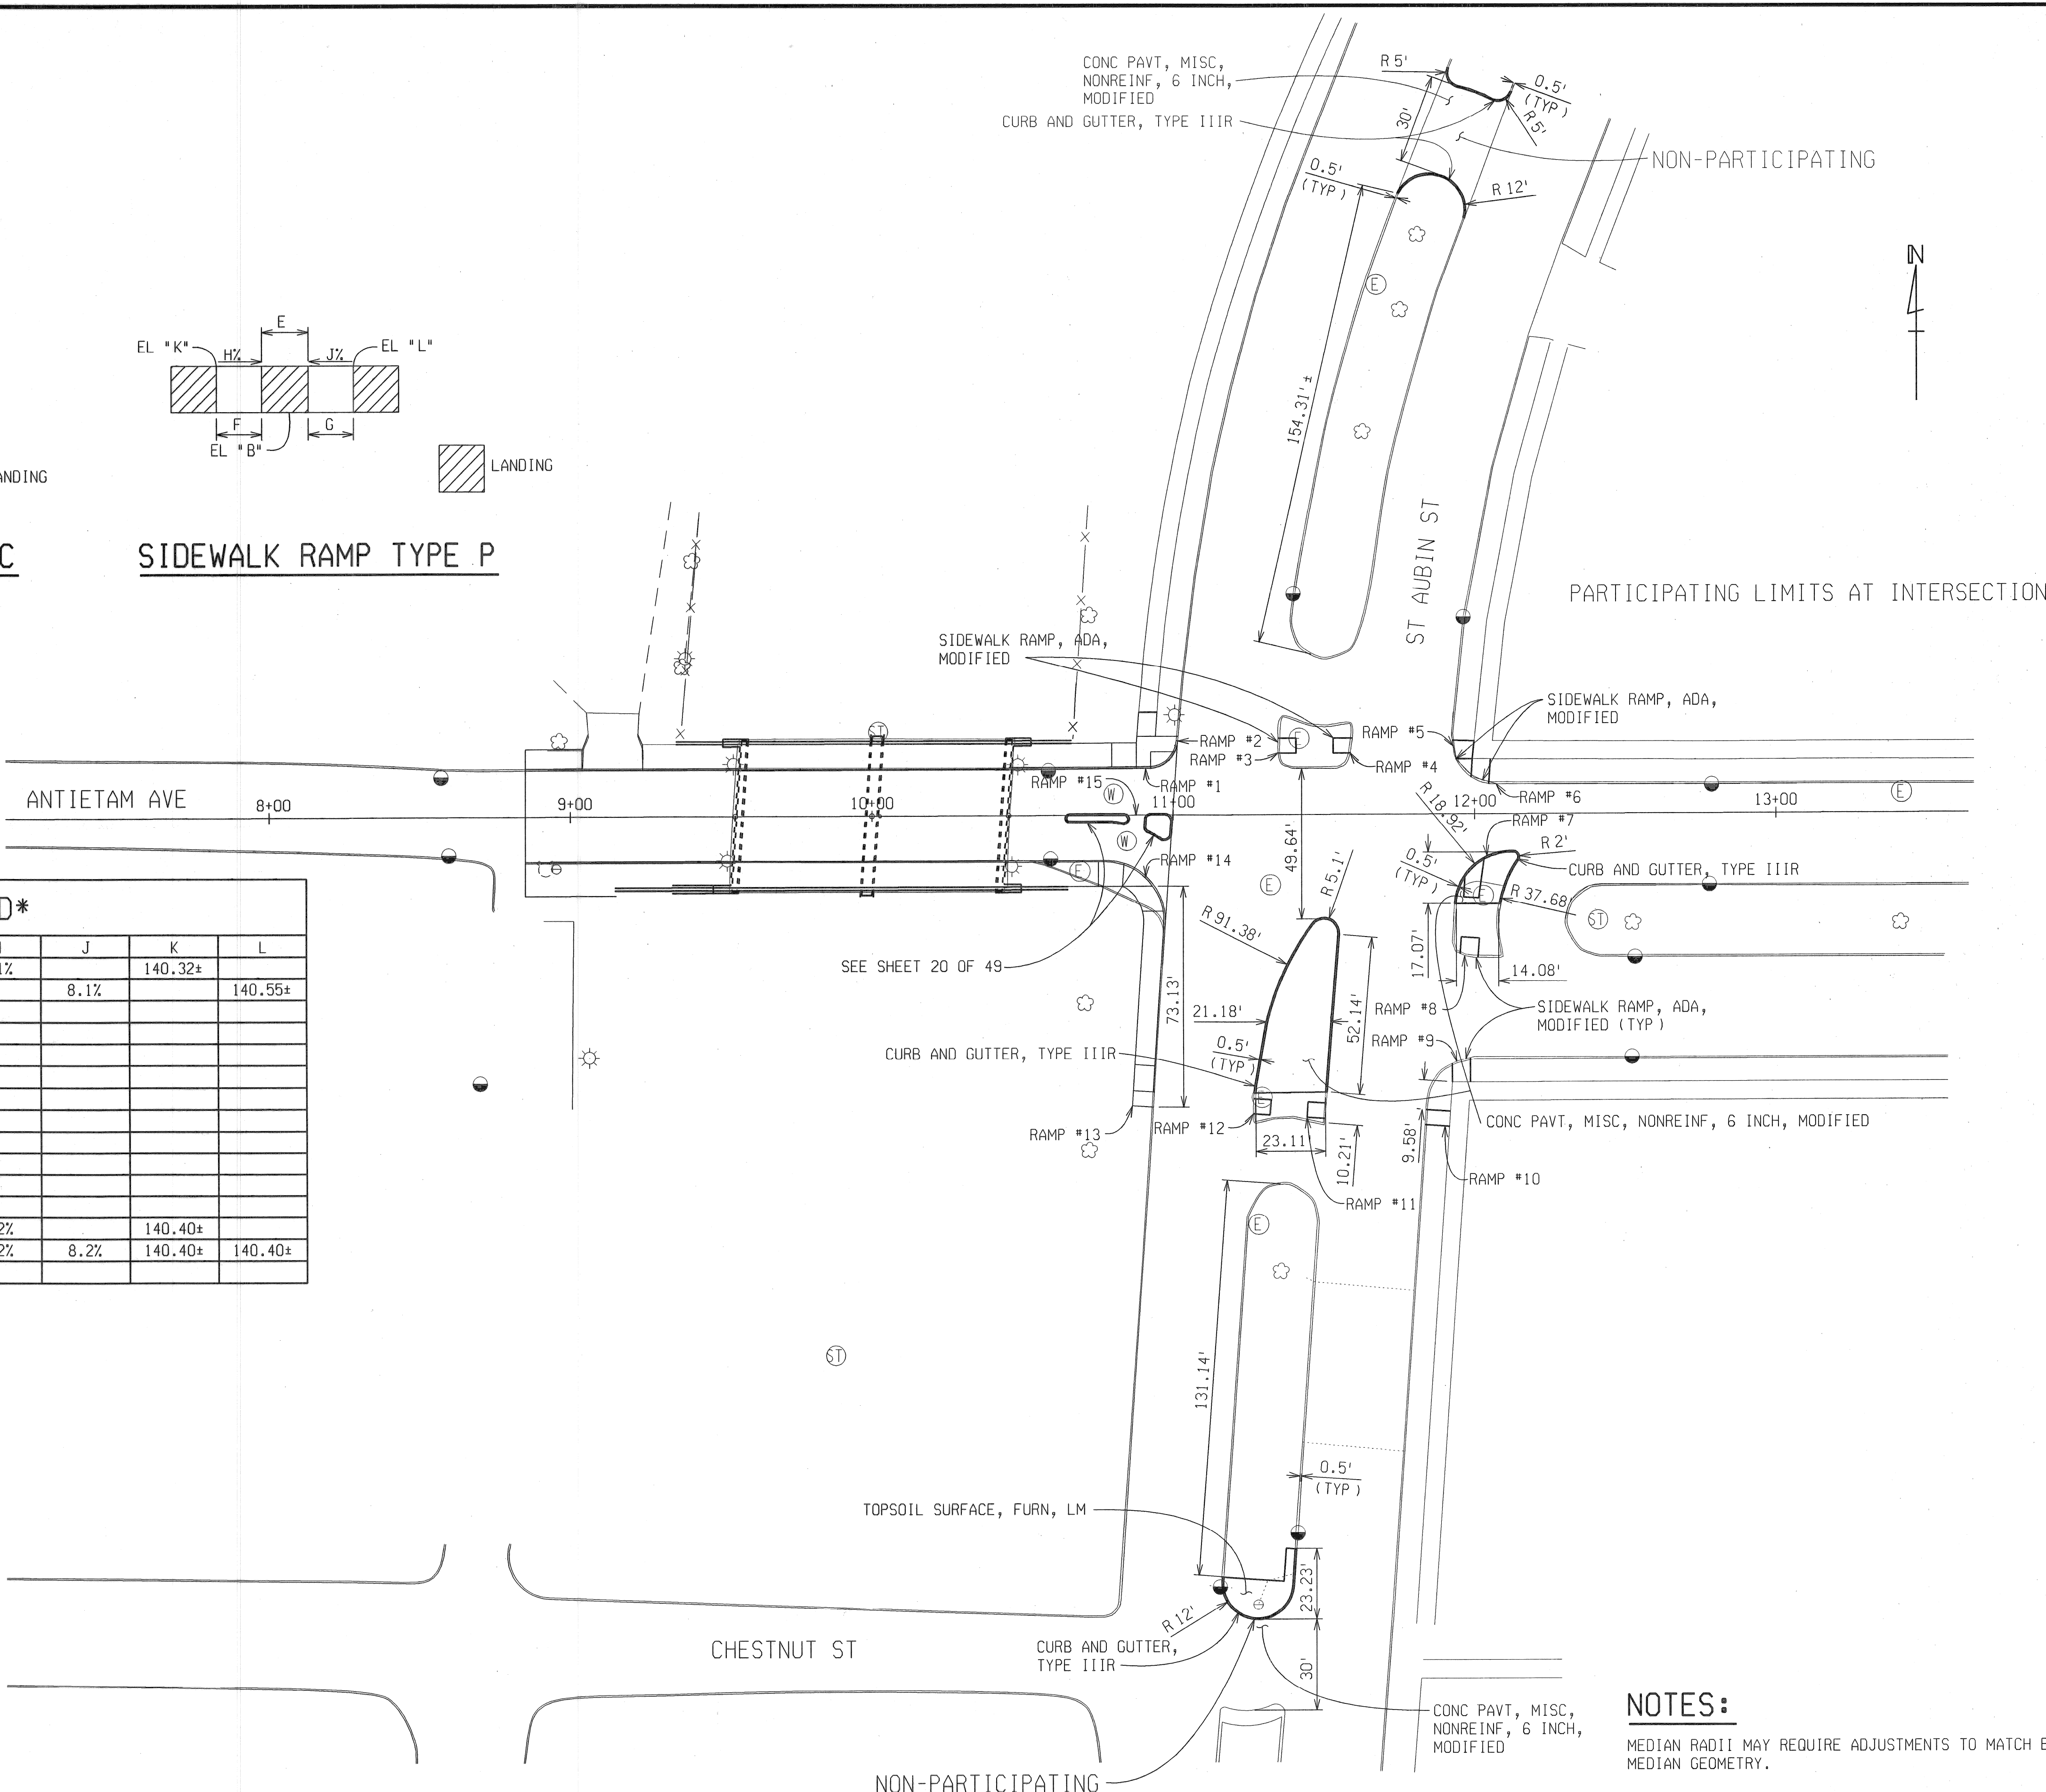 CONC PAVT, MISC,
NONREINF, 6 INCH,
MODIFIED
CURB AND GUTTER, TYPE IIIR
R 5'
0.5'
(TYP)
R 5'
30'
NON-PARTICIPATING
0.5'
(TYP)
R 12'
N
154.31'±
ST AUBIN ST
E
E
EL "K"
H%
J%
EL "L"
F
G
EL "B"
ANDING
LANDING
C
SIDEWALK RAMP TYPE P
PARTICIPATING LIMITS AT INTERSECTION
SIDEWALK RAMP, ADA,
MODIFIED
SIDEWALK RAMP, ADA,
MODIFIED
ST
RAMP #5
RAMP #2
E
RAMP #3
RAMP #4
RAMP #15
RAMP #1
W
RAMP #6
E
ANTIETAM AVE
8+00
9+00
10+00
11+00
12+00
13+00
W
R 18.92'
RAMP #7
R 2'
RAMP #14
E
E
49.64'
R 5.1'
0.5'
(TYP)
CURB AND GUTTER, TYPE IIIR
E
R 37.68'
ST
R 91.38'
17.07'
14.08'
SEE SHEET 20 OF 49
73.13'
21.18'
52.14'
RAMP #8
SIDEWALK RAMP, ADA,
MODIFIED (TYP)
RAMP #9
CURB AND GUTTER, TYPE IIIR
0.5'
(TYP)
E
CONC PAVT, MISC, NONREINF, 6 INCH, MODIFIED
RAMP #13
RAMP #12
23.11'
10.21'
9.58'
RAMP #10
RAMP #11
D*
J K L
1% 140.32±
8.1% 140.55±
2% 140.40±
2% 8.2% 140.40± 140.40±
E
131.14'
ST
0.5'
(TYP)
TOPSOIL SURFACE, FURN, LM
23.23'
R 12'
CHESTNUT ST
CURB AND GUTTER,
TYPE IIIR
30'
CONC PAVT, MISC,
NONREINF, 6 INCH,
MODIFIED
NON-PARTICIPATING
NOTES:
MEDIAN RADII MAY REQUIRE ADJUSTMENTS TO MATCH
MEDIAN GEOMETRY.